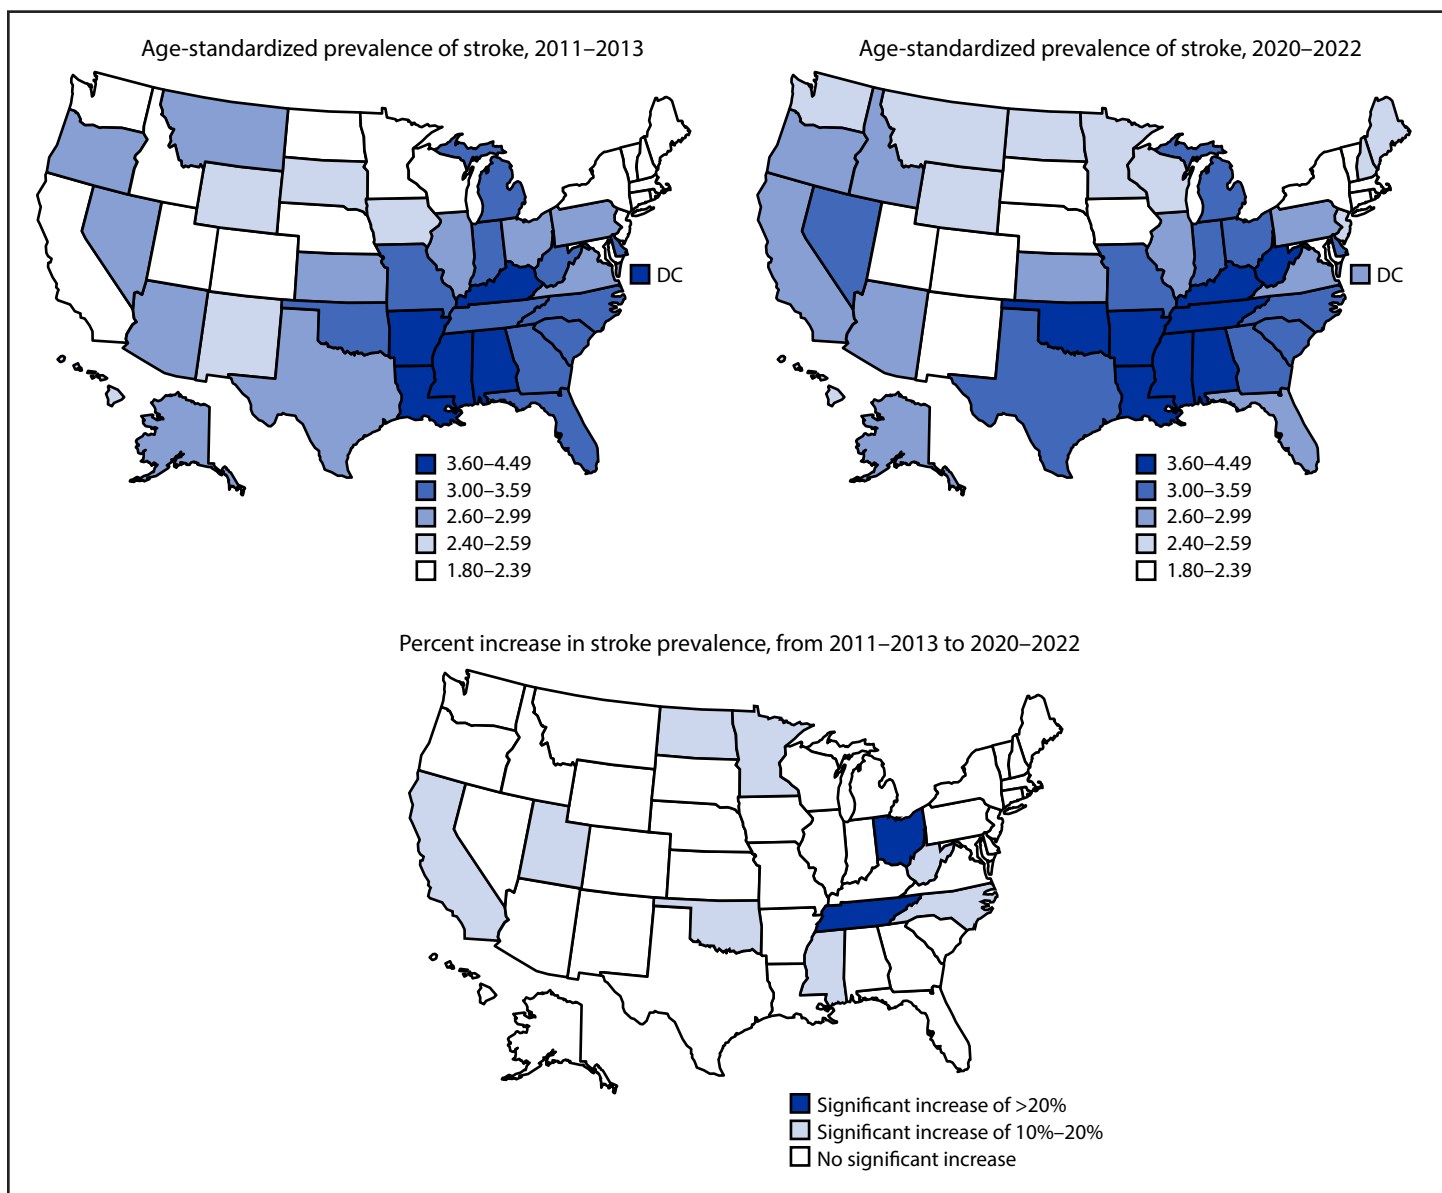 Age-standardized prevalence of stroke, 2011–2013
DC
3.60–4.49
3.00–3.59
2.60–2.99
2.40–2.59
1.80–2.39
Age-standardized prevalence of stroke, 2020–2022
DC
3.60–4.49
3.00–3.59
2.60–2.99
2.40–2.59
1.80–2.39
Percent increase in stroke prevalence, from 2011–2013 to 2020–2022
Significant increase of >20%
Significant increase of 10%–20%
No significant increase